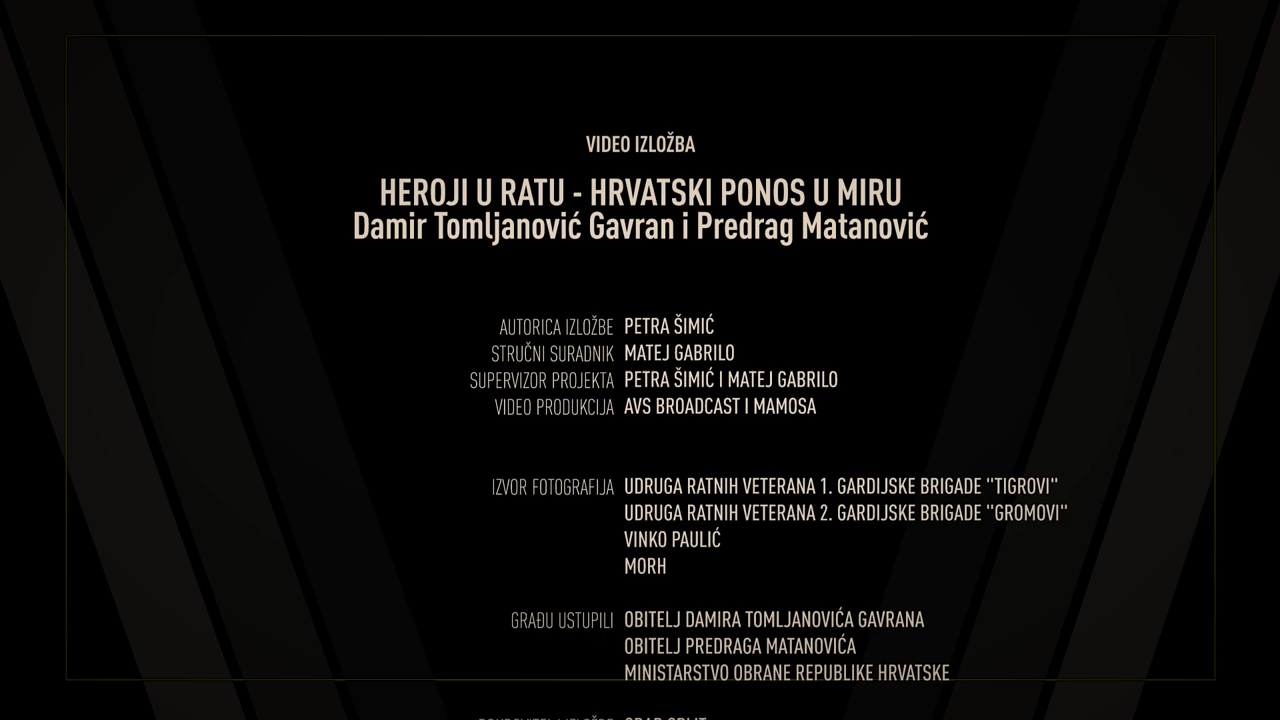 VIDEO IZLOŽBA
HEROJI U RATU - HRVATSKI PONOS U MIRU
Damir Tomljanović Gavran i Predrag Matanović
AUTORICA IZLOŽBE PETRA ŠIMIĆ
STRUČNI SURADNIK MATEJ GABRILO
SUPERVIZOR PROJEKTA PETRA ŠIMIĆ I MATEJ GABRILO
VIDEO PRODUKCIJA AVS BROADCAST I MAMOSA
IZVOR FOTOGRAFIJA UDRUGA RATNIH VETERANA 1. GARDIJSKE BRIGADE "TIGROVI"
UDRUGA RATNIH VETERANA 2. GARDIJSKE BRIGADE "GROMOVI"
VINKO PAULIĆ
MORH
GRAĐU USTUPILI OBITELJ DAMIRA TOMLJANOVIĆA GAVRANA
OBITELJ PREDRAGA MATANOVIĆA
MINISTARSTVO OBRANE REPUBLIKE HRVATSKE